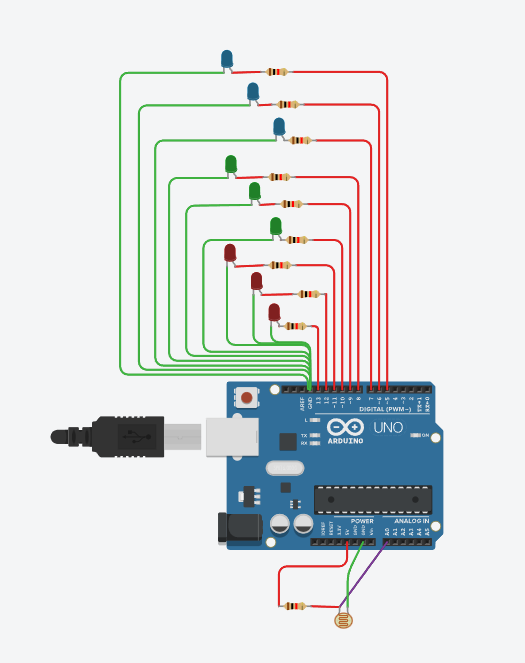 AREF
GND
13
12
~11
~10
~9
8
7
~6
~5
4
~3
2
TX→1
RX←0
DIGITAL (PWM~)
L
TX
RX
UNO
ARDUINO
ON
POWER
ANALOG IN
IOREF
RESET
3.3V
5V
GND
GND
Vin
A0
A1
A2
A3
A4
A5